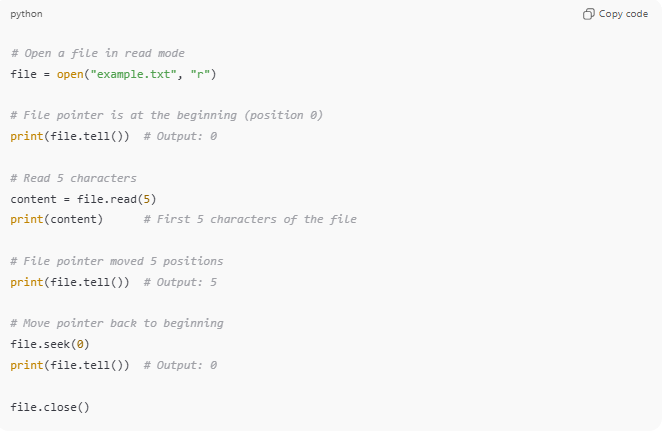 python
Copy code
# Open a file in read mode
file = open("example.txt", "r")
# File pointer is at the beginning (position 0)
print(file.tell())  # Output: 0
# Read 5 characters
content = file.read(5)
print(content)      # First 5 characters of the file
# File pointer moved 5 positions
print(file.tell())  # Output: 5
# Move pointer back to beginning
file.seek(0)
print(file.tell())  # Output: 0
file.close()